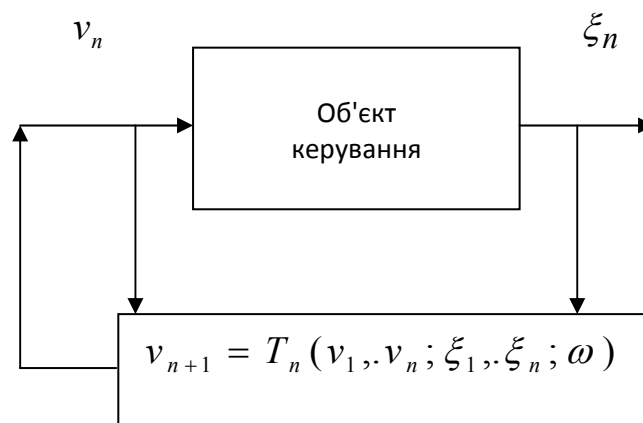 v_n ξ_n
Об'єкт
керування
v_{n+1} = T_n(v_1,.v_n; ξ_1,.ξ_n; ω)